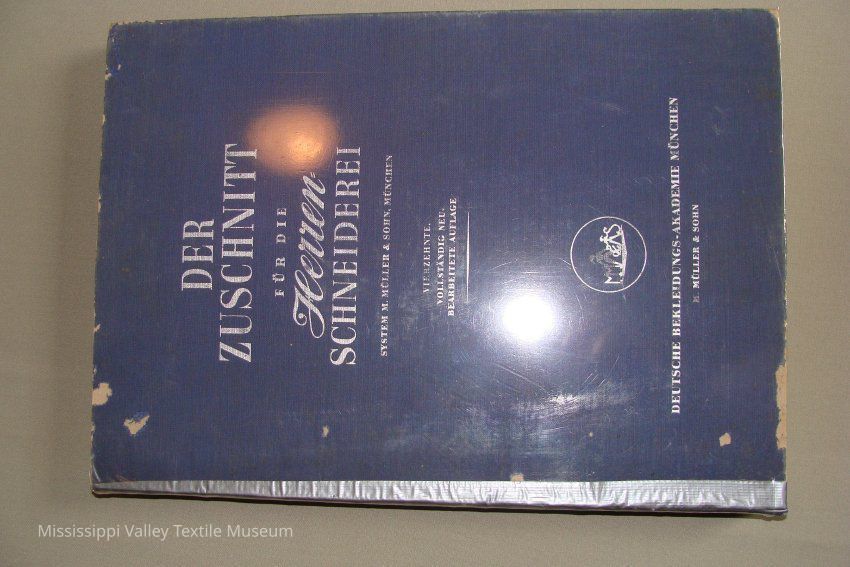 DER
ZUSCHNITT
FÜR DIE
Herren-
SCHNEIDEREI
SYSTEM M. MÜLLER & SOHN, MÜNCHEN
VIERZEHNTE,
VOLLSTÄNDIG NEU-
BEARBEITETE AUFLAGE
DEUTSCHE BEKLEIDUNGS-AKADEMIE MÜNCHEN
M. MÜLLER & SOHN
Mississippi Valley Textile Museum